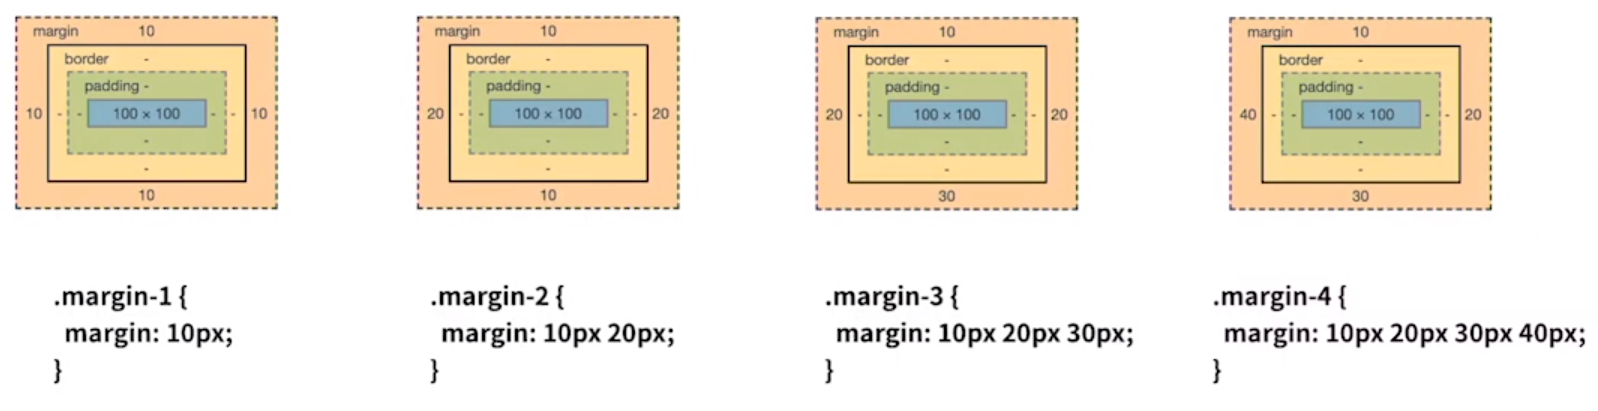 margin 10
border -
padding -
10 - - 100 × 100 - - 10
-
-
10
margin 10
border -
padding -
20 - - 100 × 100 - - 20
-
-
10
margin 10
border -
padding -
20 - - 100 × 100 - - 20
-
-
30
margin 10
border -
padding -
40 - - 100 × 100 - - 20
-
-
30
.margin-1 {
margin: 10px;
}
.margin-2 {
margin: 10px 20px;
}
.margin-3 {
margin: 10px 20px 30px;
}
.margin-4 {
margin: 10px 20px 30px 40px;
}